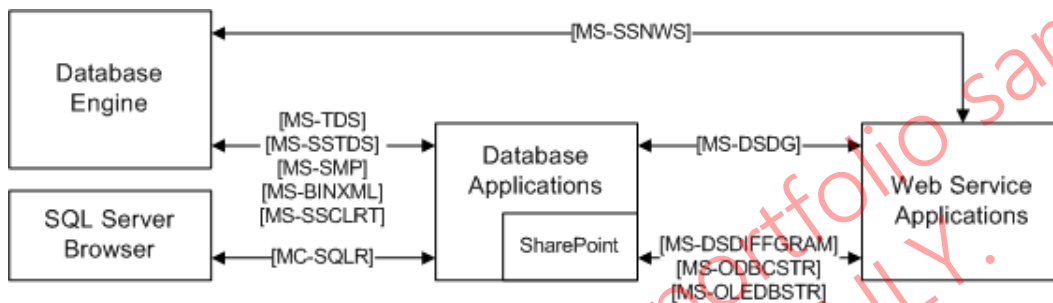 [MS-SSNWS]
Database
Engine
[MS-TDS]
[MS-SSTDS]
[MS-SMP]
[MS-BINXML]
[MS-SSCLRT]
Database
Applications
[MS-DSDG]
Web Service
Applications
SQL Server
Browser
[MC-SQLR]
SharePoint
[MS-DSDIFFGRAM]
[MS-ODBCSTR]
[MS-OLEDBSTR]
portfolio